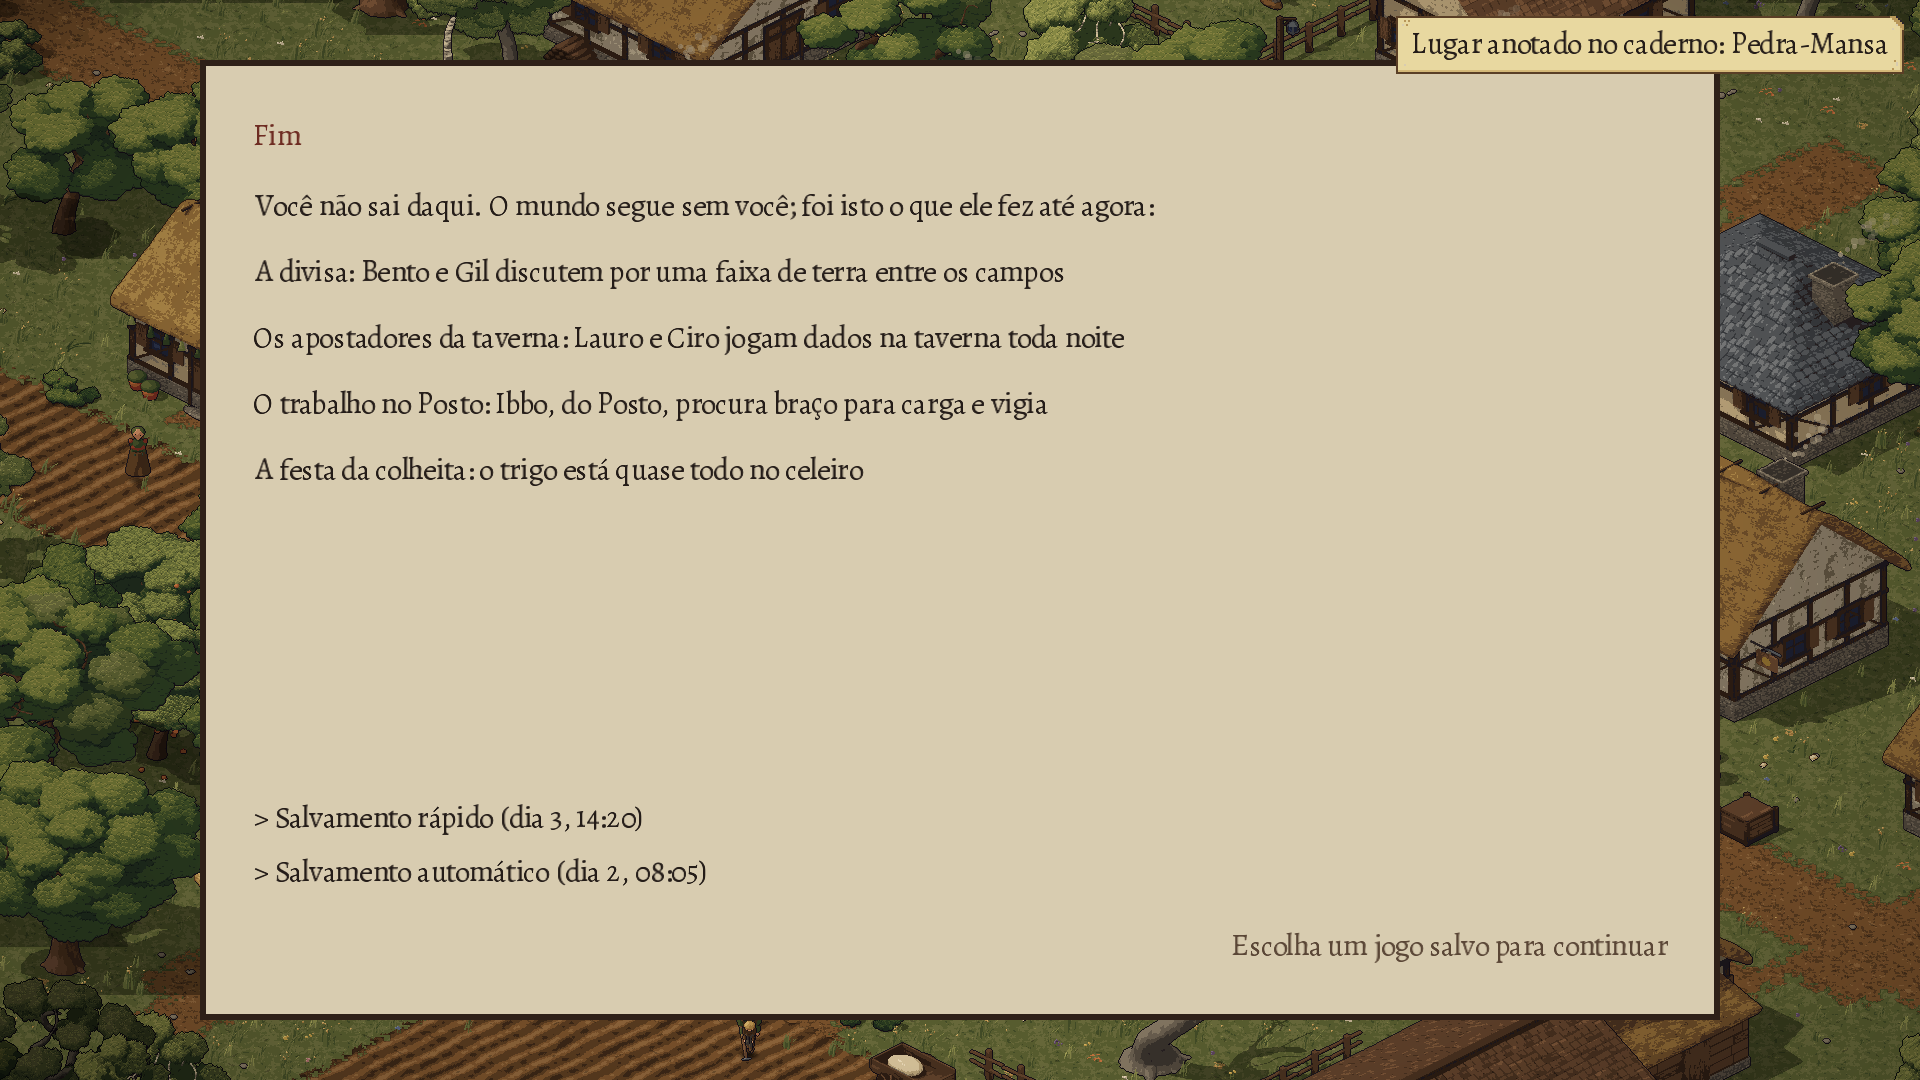 Lugar anotado no caderno: Pedra-Mansa
Fim
Você não sai daqui. O mundo segue sem você; foi isto o que ele fez até agora:
A divisa: Bento e Gil discutem por uma faixa de terra entre os campos
Os apostadores da taverna: Lauro e Ciro jogam dados na taverna toda noite
O trabalho no Posto: Ibbo, do Posto, procura braço para carga e vigia
A festa da colheita: o trigo está quase todo no celeiro
> Salvamento rápido (dia 3, 14:20)
> Salvamento automático (dia 2, 08:05)
Escolha um jogo salvo para continuar